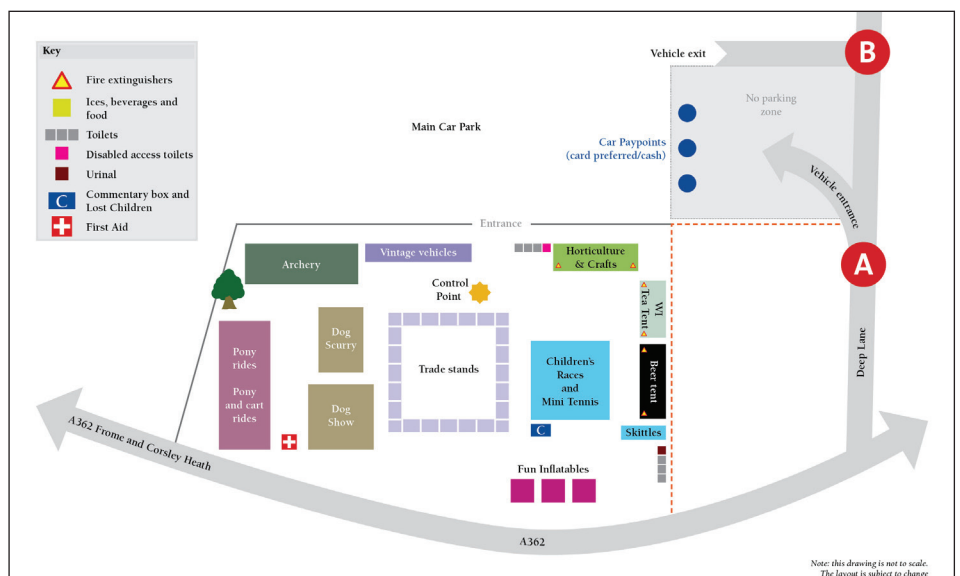 Key
Fire extinguishers
Ices, beverages and
food
Toilets
Disabled access toilets
Urinal
C
Commentary box and
Lost Children
First Aid
Vehicle exit
B
No parking
zone
Main Car Park
Car Paypoints
(card preferred/cash)
Vehicle entrance
A
Deep Lane
Entrance
Archery
Vintage vehicles
Horticulture
& Crafts
Control
Point
WI
Tea Tent
Pony
rides
Pony
and cart
rides
Dog
Scurry
Dog
Show
Trade stands
Children's
Races
and
Mini Tennis
Beer tent
C
Skittles
Fun Inflatables
A362 Frome and Corsley Heath
A362
Note: this drawing is not to scale.
The layout is subject to change